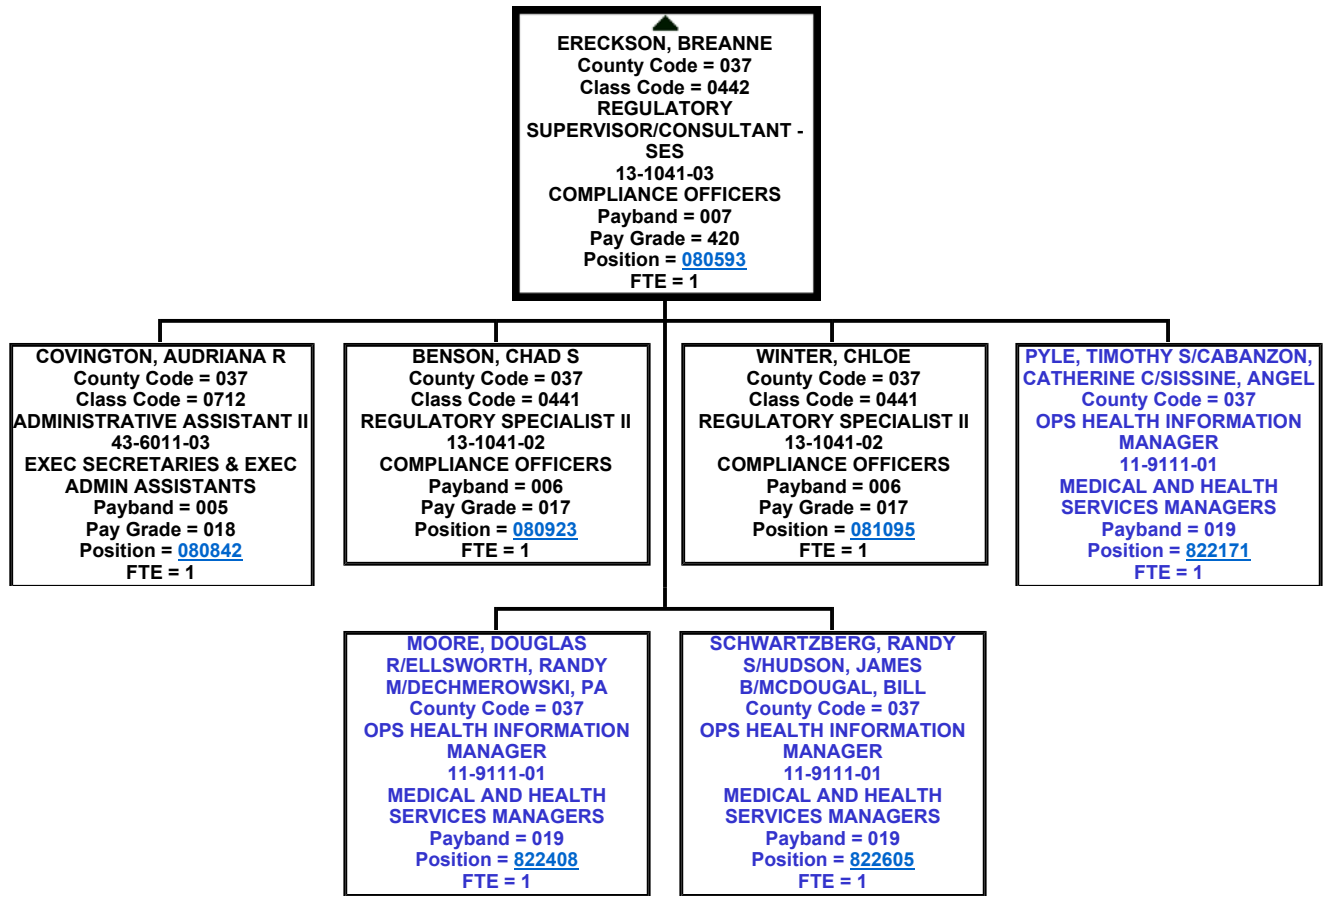 ERECKSON, BREANNE
County Code = 037
Class Code = 0442
REGULATORY
SUPERVISOR/CONSULTANT -
SES
13-1041-03
COMPLIANCE OFFICERS
Payband = 007
Pay Grade = 420
Position = 080593
FTE = 1
COVINGTON, AUDRIANA R
County Code = 037
Class Code = 0712
ADMINISTRATIVE ASSISTANT II
43-6011-03
EXEC SECRETARIES & EXEC
ADMIN ASSISTANTS
Payband = 005
Pay Grade = 018
Position = 080842
FTE = 1
BENSON, CHAD S
County Code = 037
Class Code = 0441
REGULATORY SPECIALIST II
13-1041-02
COMPLIANCE OFFICERS
Payband = 006
Pay Grade = 017
Position = 080923
FTE = 1
WINTER, CHLOE
County Code = 037
Class Code = 0441
REGULATORY SPECIALIST II
13-1041-02
COMPLIANCE OFFICERS
Payband = 006
Pay Grade = 017
Position = 081095
FTE = 1
PYLE, TIMOTHY S/CABANZON,
CATHERINE C/SISSINE, ANGEL
County Code = 037
OPS HEALTH INFORMATION
MANAGER
11-9111-01
MEDICAL AND HEALTH
SERVICES MANAGERS
Payband = 019
Position = 822171
FTE = 1
MOORE, DOUGLAS
R/ELLSWORTH, RANDY
M/DECHMEROWSKI, PA
County Code = 037
OPS HEALTH INFORMATION
MANAGER
11-9111-01
MEDICAL AND HEALTH
SERVICES MANAGERS
Payband = 019
Position = 822408
FTE = 1
SCHWARTZBERG, RANDY
S/HUDSON, JAMES
B/MCDOUGAL, BILL
County Code = 037
OPS HEALTH INFORMATION
MANAGER
11-9111-01
MEDICAL AND HEALTH
SERVICES MANAGERS
Payband = 019
Position = 822605
FTE = 1